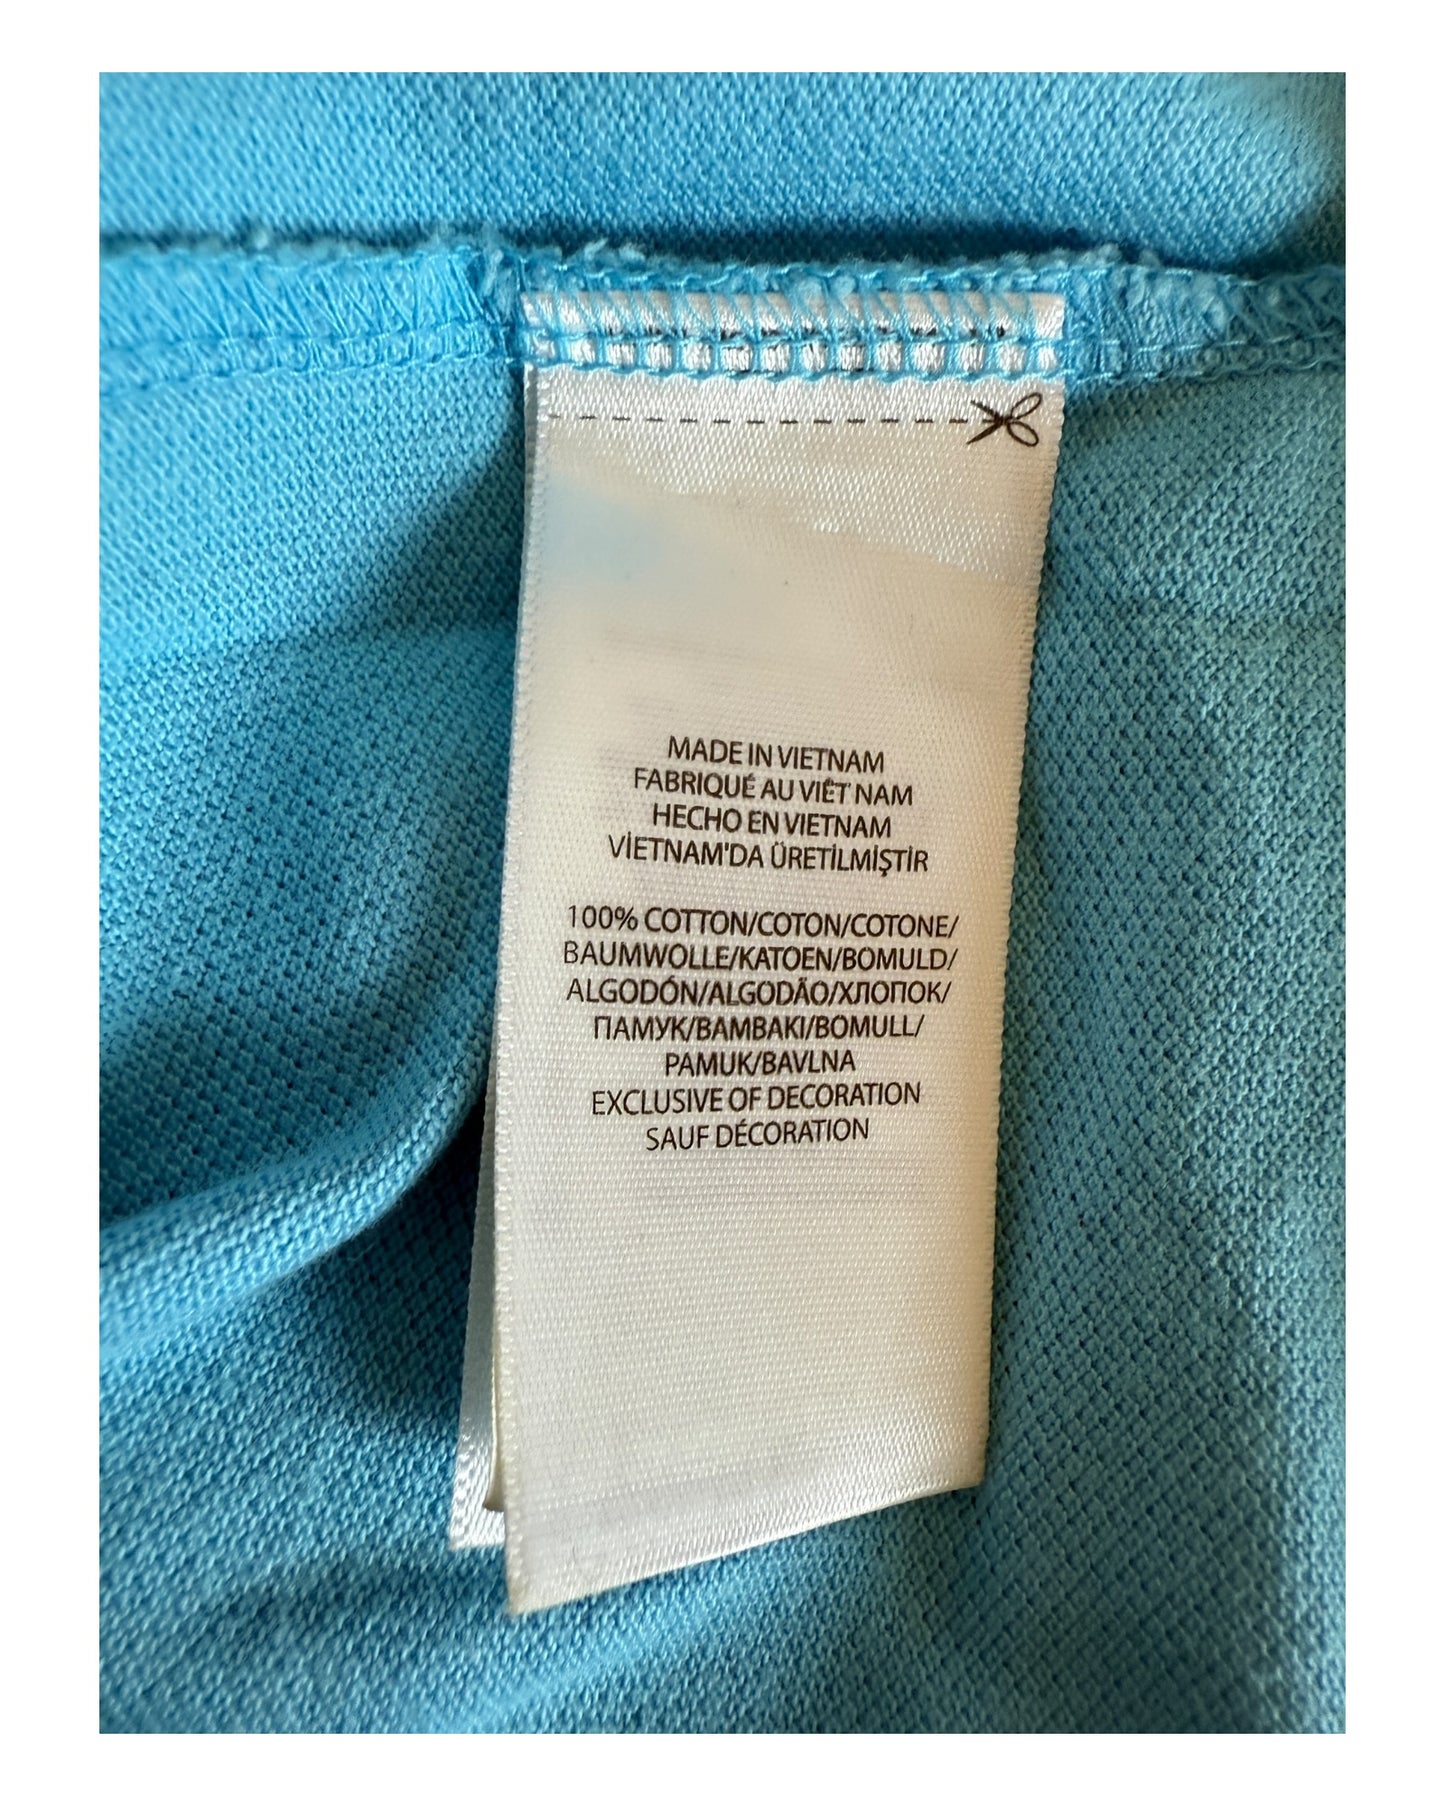 MADE IN VIETNAM
FABRIQUÉ AU VIÊT NAM
HECHO EN VIETNAM
VİETNAM'DA ÜRETİLMİŞTİR
100% COTTON/COTON/COTONE/
BAUMWOLLE/KATOEN/BOMULD/
ALGODÓN/ALGODÃO/ХЛОПОК/
ПАМУК/BAMBAKI/BOMULL/
PAMUK/BAVLNA
EXCLUSIVE OF DECORATION
SAUF DÉCORATION